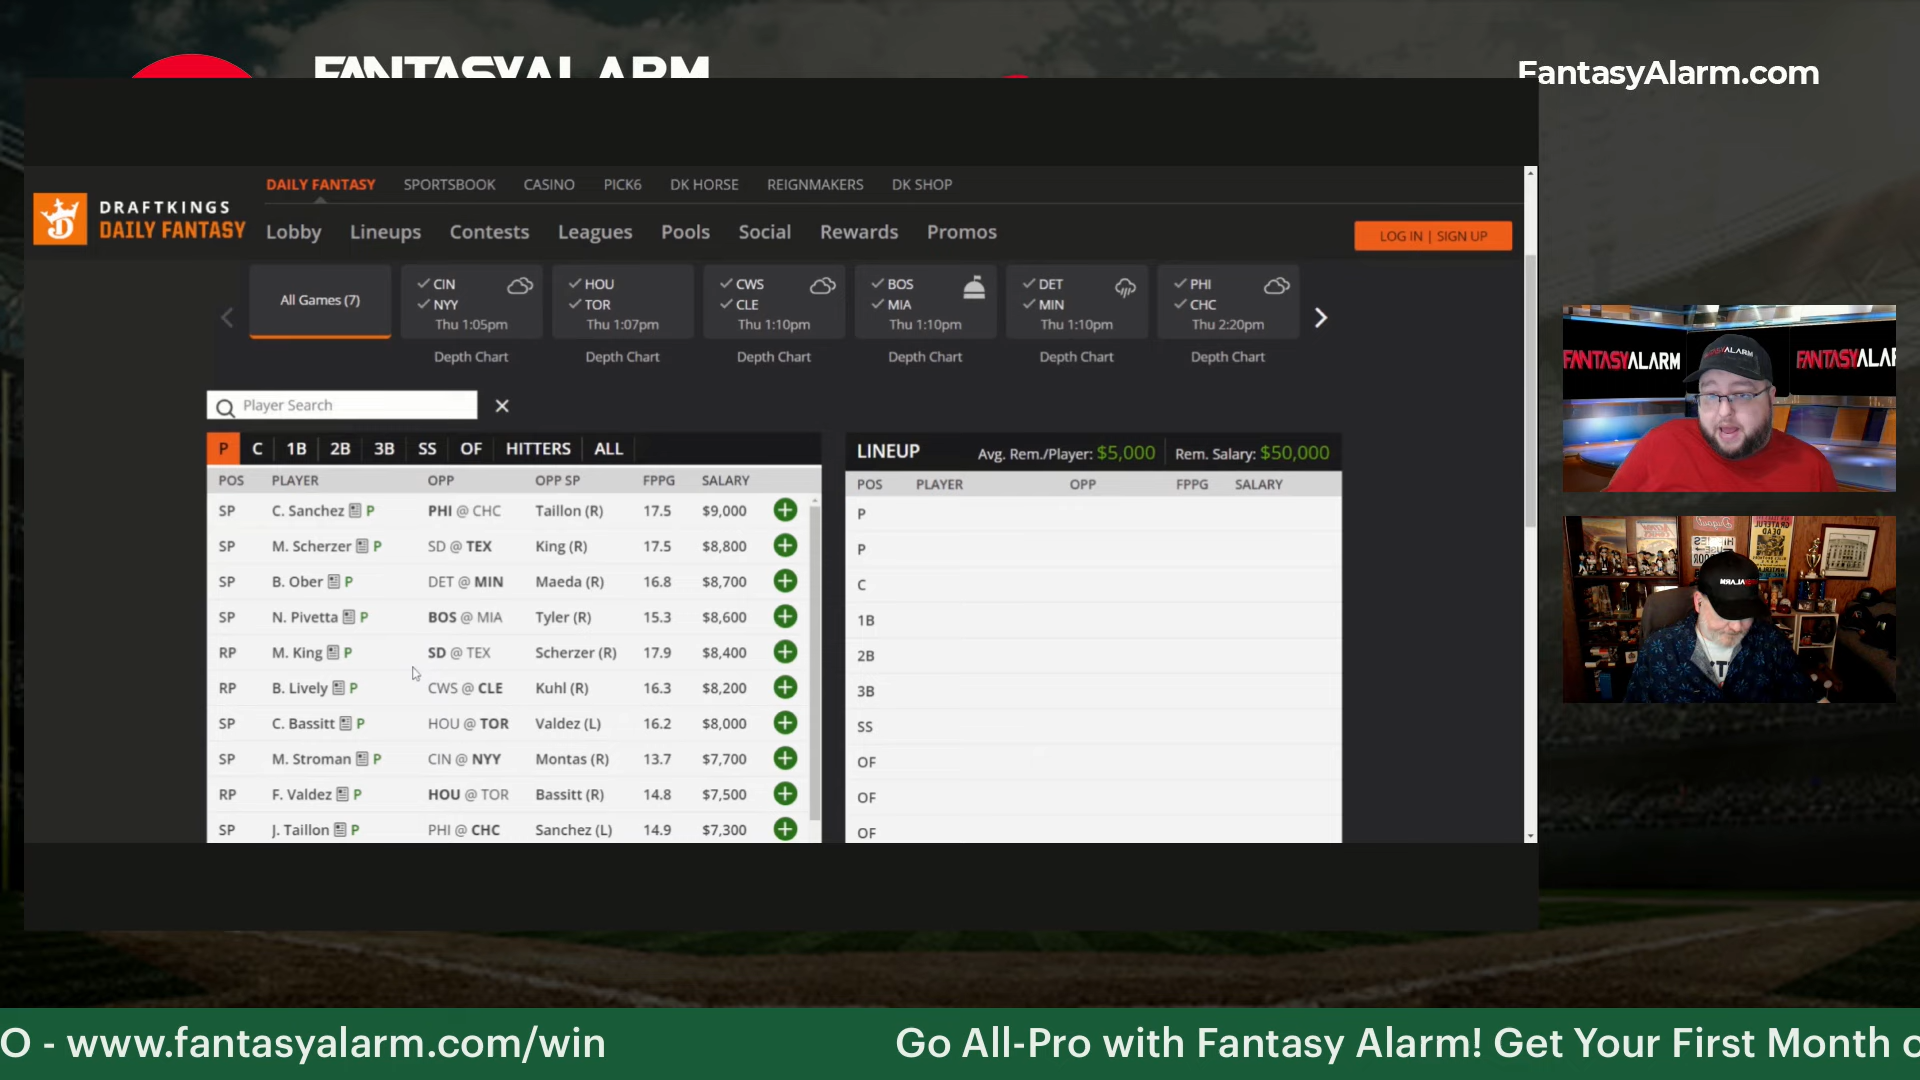 FANTASYALARM
FantasyAlarm.com
DAILY FANTASY SPORTSBOOK CASINO PICK6 DK HORSE REIGNMAKERS DK SHOP
DRAFTKINGS
DAILY FANTASY
Lobby Lineups Contests Leagues Pools Social Rewards Promos
LOG IN | SIGN UP
All Games (7)
CIN
NYY
Thu 1:05pm
Depth Chart
HOU
TOR
Thu 1:07pm
Depth Chart
CWS
CLE
Thu 1:10pm
Depth Chart
BOS
MIA
Thu 1:10pm
Depth Chart
DET
MIN
Thu 1:10pm
Depth Chart
PHI
CHC
Thu 2:20pm
Depth Chart
Player Search
P C 1B 2B 3B SS OF HITTERS ALL
POS PLAYER OPP OPP SP FPPG SALARY
SP C. Sanchez P PHI @ CHC Taillon (R) 17.5 $9,000
SP M. Scherzer P SD @ TEX King (R) 17.5 $8,800
SP B. Ober P DET @ MIN Maeda (R) 16.8 $8,700
SP N. Pivetta P BOS @ MIA Tyler (R) 15.3 $8,600
RP M. King P SD @ TEX Scherzer (R) 17.9 $8,400
RP B. Lively P CWS @ CLE Kuhl (R) 16.3 $8,200
SP C. Bassitt P HOU @ TOR Valdez (L) 16.2 $8,000
SP M. Stroman P CIN @ NYY Montas (R) 13.7 $7,700
RP F. Valdez P HOU @ TOR Bassitt (R) 14.8 $7,500
SP J. Taillon P PHI @ CHC Sanchez (L) 14.9 $7,300
LINEUP Avg. Rem./Player: $5,000 Rem. Salary: $50,000
POS PLAYER OPP FPPG SALARY
P
P
C
1B
2B
3B
SS
OF
OF
OF
FANTASYALARM
FANTASYALAR
O - www.fantasyalarm.com/win Go All-Pro with Fantasy Alarm! Get Your First Month o